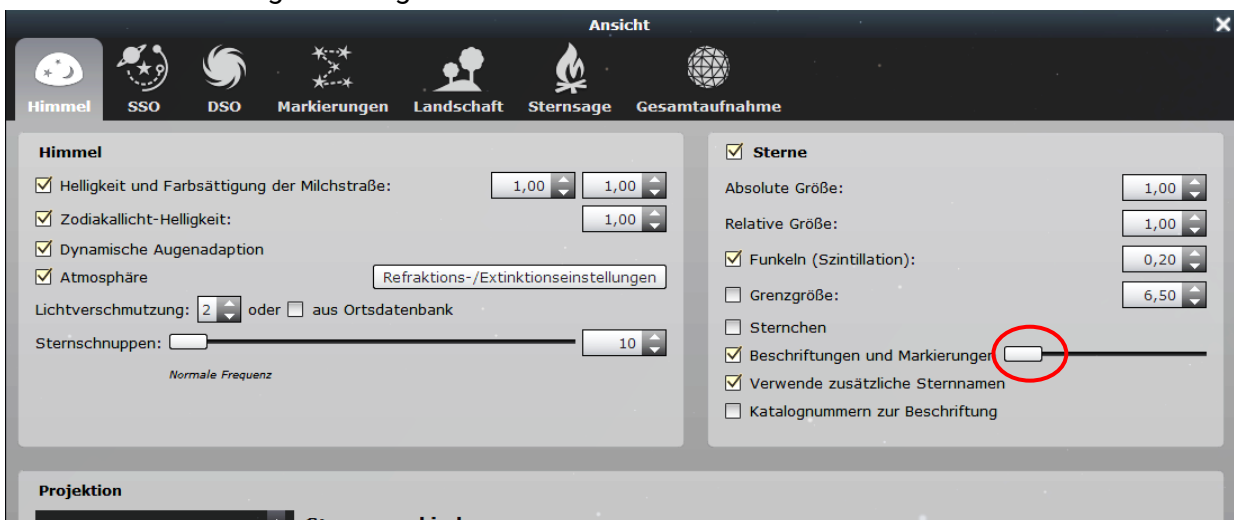 Ansicht
Himmel SSO DSO Markierungen Landschaft Sternsage Gesamtaufnahme
Himmel
Helligkeit und Farbsättigung der Milchstraße: 1,00 1,00
Zodiakallicht-Helligkeit: 1,00
Dynamische Augenadaption
Atmosphäre Refraktions-/Extinktionseinstellungen
Lichtverschmutzung: 2 oder aus Ortsdatenbank
Sternschnuppen: 10
Normale Frequenz
Sterne
Absolute Größe: 1,00
Relative Größe: 1,00
Funkeln (Szintillation): 0,20
Grenzgröße: 6,50
Sternchen
Beschriftungen und Markierungen
Verwende zusätzliche Sternnamen
Katalognummern zur Beschriftung
Projektion